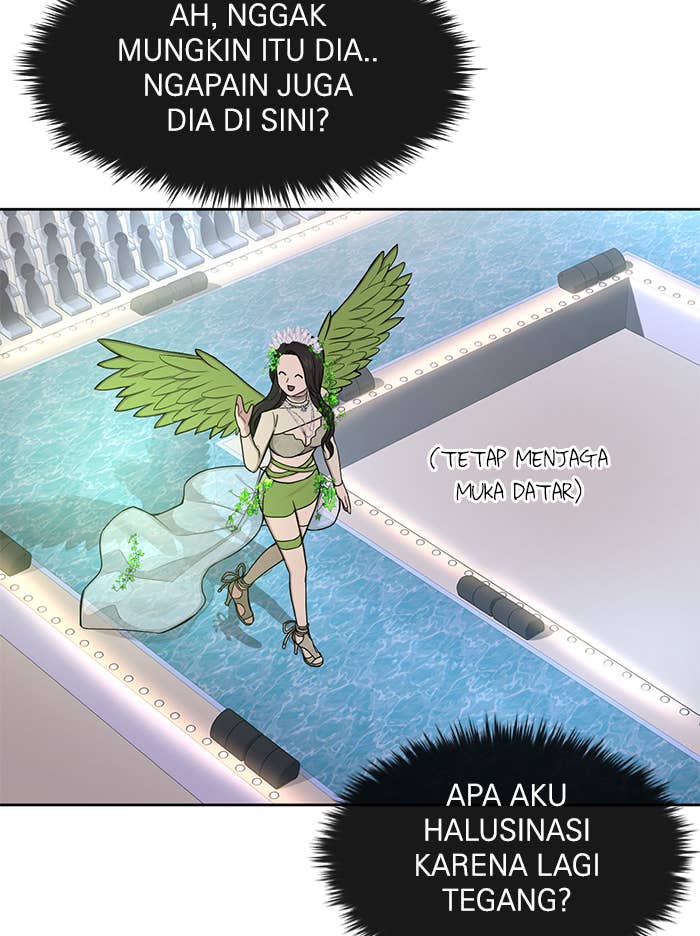 AH, NGGAK
MUNGKIN ITU DIA..
NGAPAIN JUGA
DIA DI SINI?
(TETAP MENJAGA
MUKA DATAR)
APA AKU
HALUSINASI
KARENA LAGI
TEGANG?